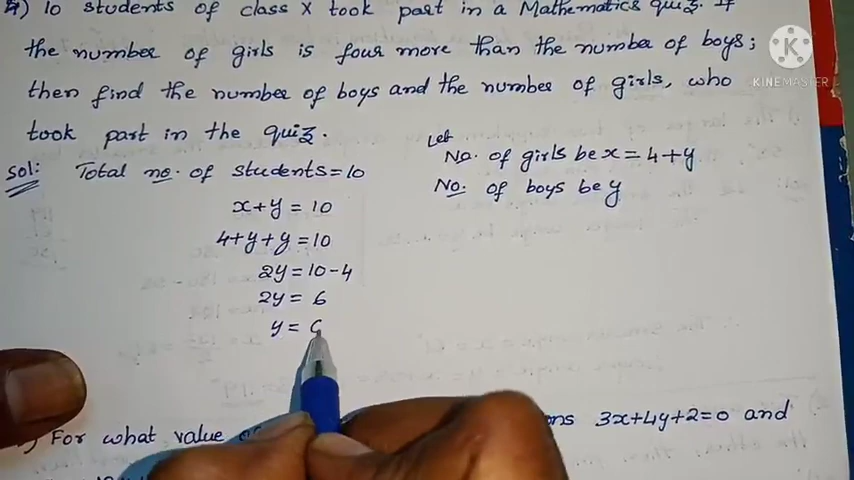 4) 10 students of class X took part in a Mathematics quiz. If
the number of girls is four more than the number of boys;
then find the number of boys and the number of girls, who
took part in the quiz.
Sol: Total no. of students = 10
x+y = 10
4+y+y = 10
2y = 10-4
2y = 6
y = 6
Let
No. of girls be x = 4+y
No. of boys be y
For what value of
3x+4y+2=0 and
KINEMASTER